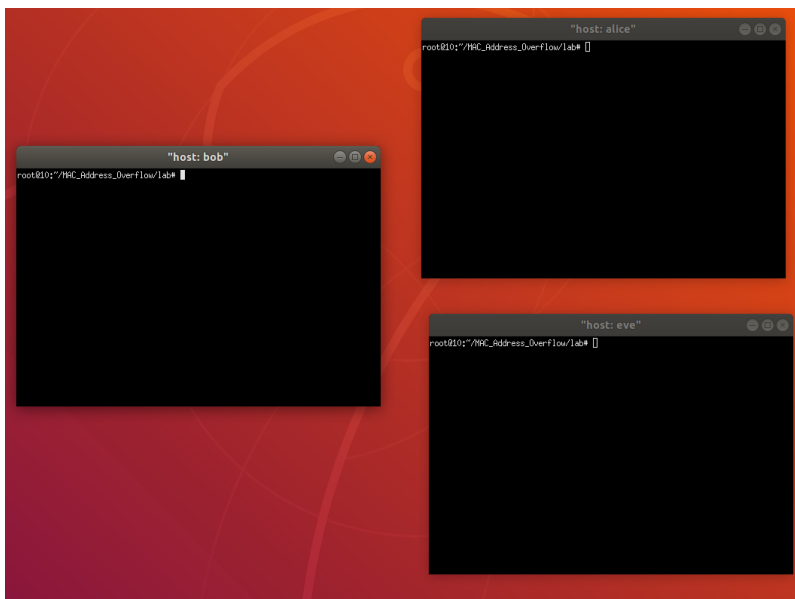 "host: alice"
root@10:~/MAC_Address_Overflow/lab#
"host: bob"
root@10:~/MAC_Address_Overflow/lab#
"host: eve"
root@10:~/MAC_Address_Overflow/lab#